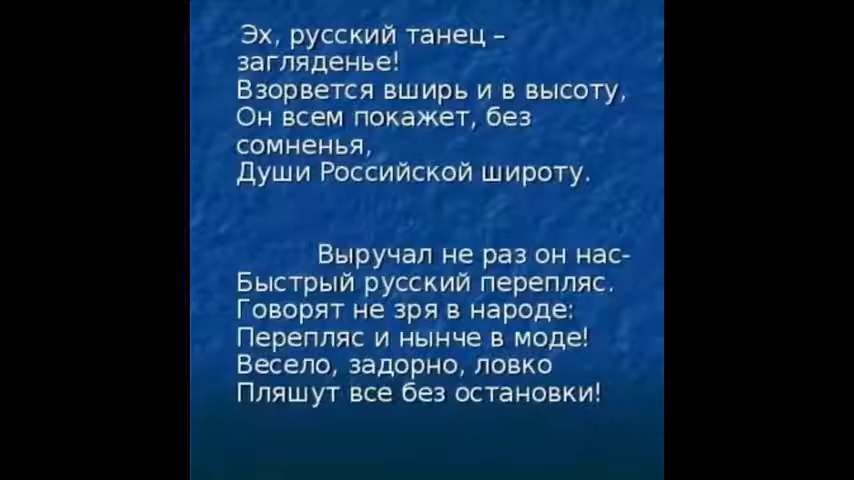 Эх, русский танец –
загляденье!
Взорвется вширь и в высоту,
Он всем покажет, без
сомненья,
Души Российской широту.
Выручал не раз он нас-
Быстрый русский перепляс.
Говорят не зря в народе:
Перепляс и нынче в моде!
Весело, задорно, ловко
Пляшут все без остановки!